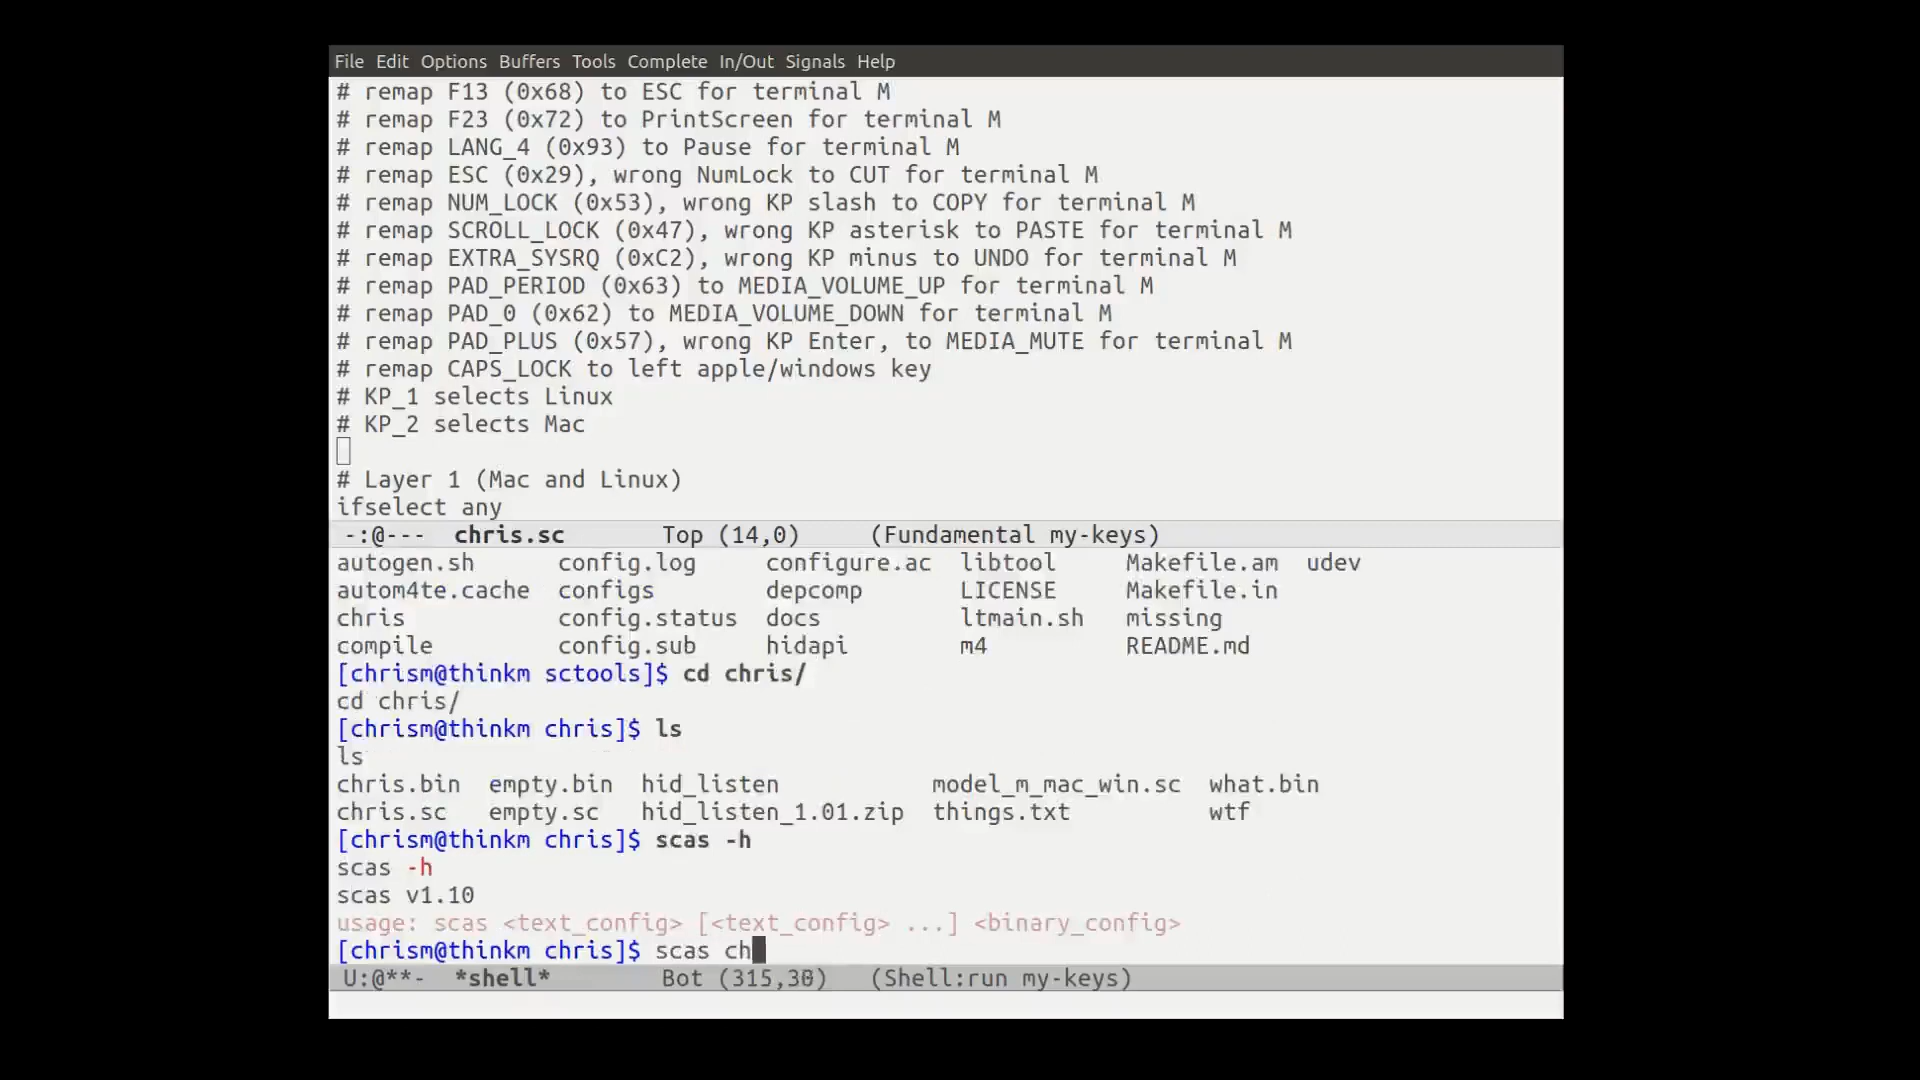 File Edit Options Buffers Tools Complete In/Out Signals Help
# remap F13 (0x68) to ESC for terminal M
# remap F23 (0x72) to PrintScreen for terminal M
# remap LANG_4 (0x93) to Pause for terminal M
# remap ESC (0x29), wrong NumLock to CUT for terminal M
# remap NUM_LOCK (0x53), wrong KP slash to COPY for terminal M
# remap SCROLL_LOCK (0x47), wrong KP asterisk to PASTE for terminal M
# remap EXTRA_SYSRQ (0xC2), wrong KP minus to UNDO for terminal M
# remap PAD_PERIOD (0x63) to MEDIA_VOLUME_UP for terminal M
# remap PAD_0 (0x62) to MEDIA_VOLUME_DOWN for terminal M
# remap PAD_PLUS (0x57), wrong KP Enter, to MEDIA_MUTE for terminal M
# remap CAPS_LOCK to left apple/windows key
# KP_1 selects Linux
# KP_2 selects Mac
# Layer 1 (Mac and Linux)
ifselect any
-:@--- chris.sc Top (14,0) (Fundamental my-keys)
autogen.sh config.log configure.ac libtool Makefile.am udev
autom4te.cache configs depcomp LICENSE Makefile.in
chris config.status docs ltmain.sh missing
compile config.sub hidapi m4 README.md
[chrism@thinkm sctools]$ cd chris/
cd chris/
[chrism@thinkm chris]$ ls
ls
chris.bin empty.bin hid_listen model_m_mac_win.sc what.bin
chris.sc empty.sc hid_listen_1.01.zip things.txt wtf
[chrism@thinkm chris]$ scas -h
scas -h
scas v1.10
usage: scas <text_config> [<text_config> ...] <binary_config>
[chrism@thinkm chris]$ scas ch
U:@**- *shell* Bot (315,30) (Shell:run my-keys)